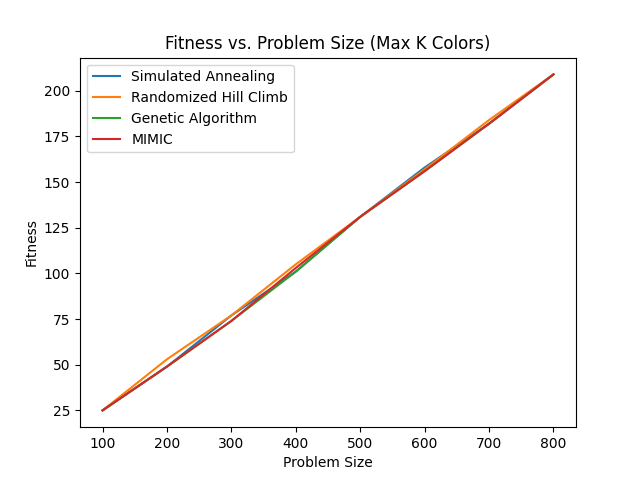 Fitness vs. Problem Size (Max K Colors)
Simulated Annealing
Randomized Hill Climb
Genetic Algorithm
MIMIC
Fitness
200
175
150
125
100
75
50
25
100 200 300 400 500 600 700 800
Problem Size